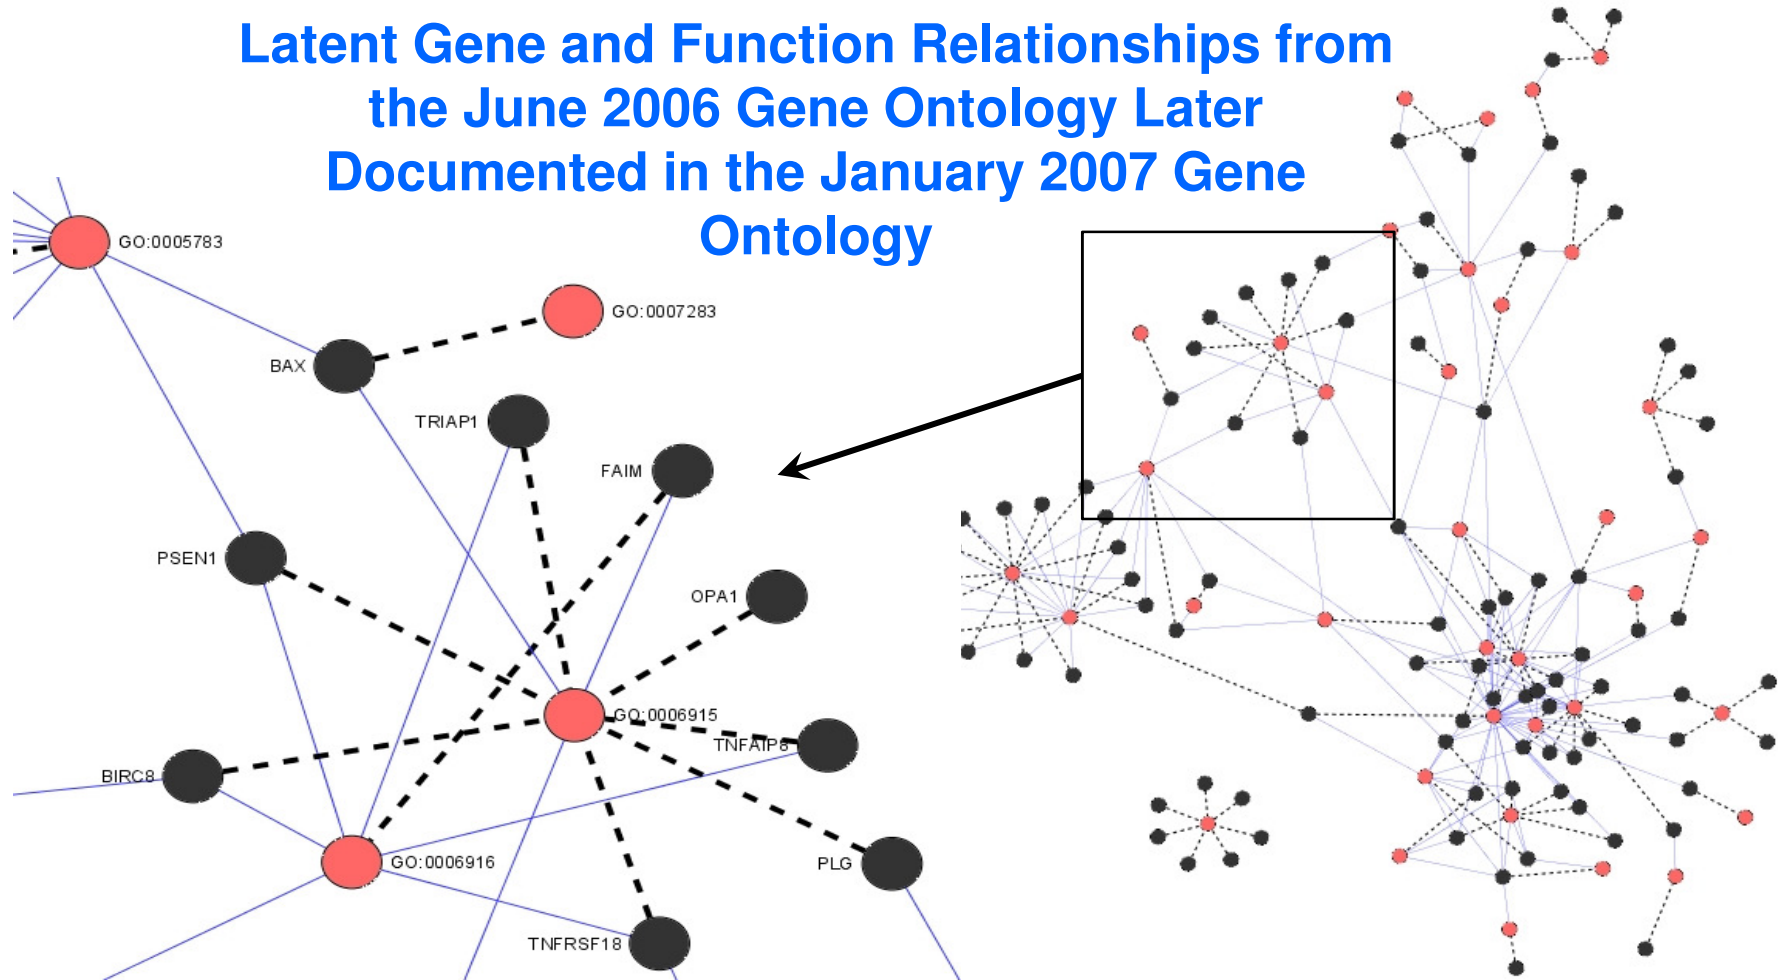 Latent Gene and Function Relationships from
the June 2006 Gene Ontology Later
Documented in the January 2007 Gene
Ontology
GO:0005783
GO:0007283
BAX
TRIAP1
FAIM
PSEN1
OPA1
GO:0006915
TNFAIP8
BIRC8
GO:0006916
PLG
TNFRSF18